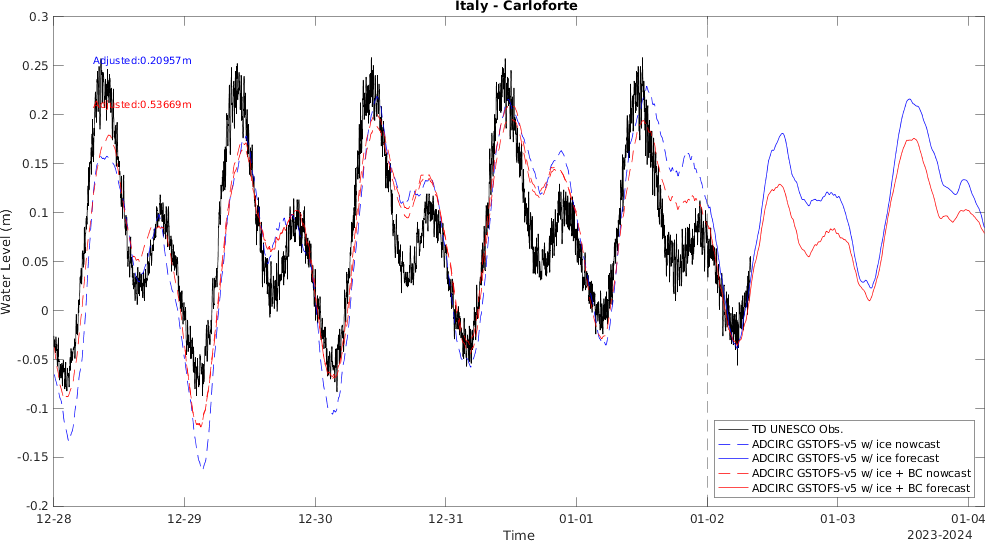 Italy - Carloforte
Water Level (m)
0.3
0.25
0.2
0.15
0.1
0.05
0
-0.05
-0.1
-0.15
-0.2
Adjusted:0.20957m
Adjusted:0.53669m
TD UNESCO Obs.
ADCIRC GSTOFS-v5 w/ ice nowcast
ADCIRC GSTOFS-v5 w/ ice forecast
ADCIRC GSTOFS-v5 w/ ice + BC nowcast
ADCIRC GSTOFS-v5 w/ ice + BC forecast
12-28 12-29 12-30 12-31 01-01 01-02 01-03 01-04
Time
2023-2024